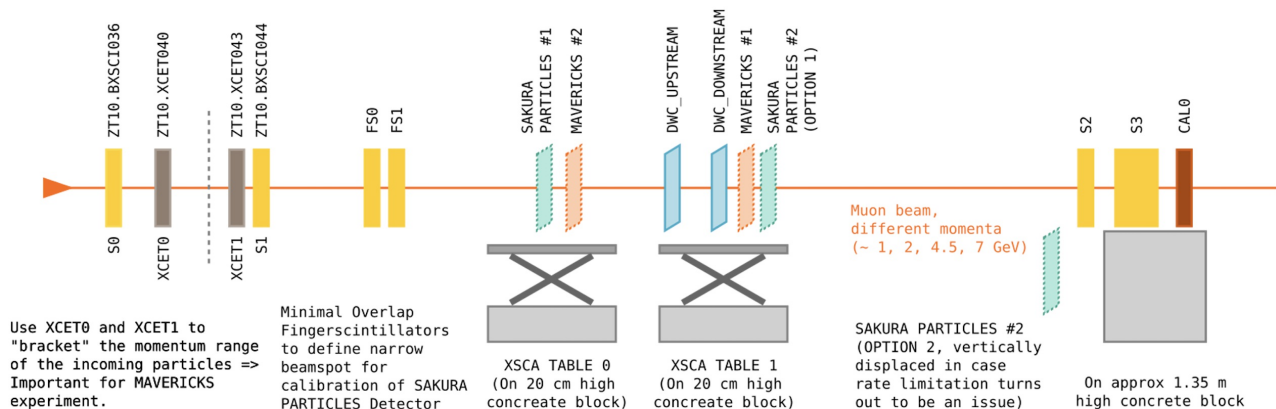 ZT10.BXSCI036
ZT10.XCET040
ZT10.XCET043
ZT10.BXSCI044
FS0
FS1
SAKURA
PARTICLES #1
MAVERICKS #2
DWC_UPSTREAM
DWC_DOWNSTREAM
MAVERICKS #1
SAKURA
PARTICLES #2
(OPTION 1)
S2
S3
CAL0
S0
XCET0
XCET1
S1
Muon beam,
different momenta
(~ 1, 2, 4.5, 7 GeV)
Use XCET0 and XCET1 to
"bracket" the momentum range
of the incoming particles =>
Important for MAVERICKS
experiment.
Minimal Overlap
Fingerscintillators
to define narrow
beamspot for
calibration of SAKURA
PARTICLES Detector
XSCA TABLE 0
(On 20 cm high
concreate block)
XSCA TABLE 1
(On 20 cm high
concreate block)
SAKURA PARTICLES #2
(OPTION 2, vertically
displaced in case
rate limitation turns
out to be an issue)
On approx 1.35 m
high concrete block